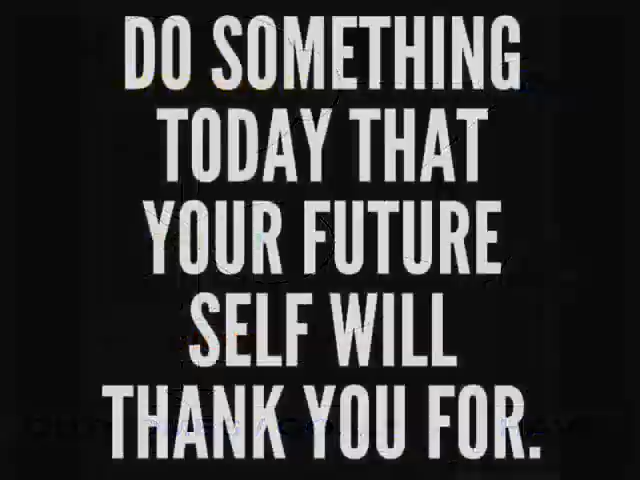 DO SOMETHING
TODAY THAT
YOUR FUTURE
SELF WILL
THANK YOU FOR.